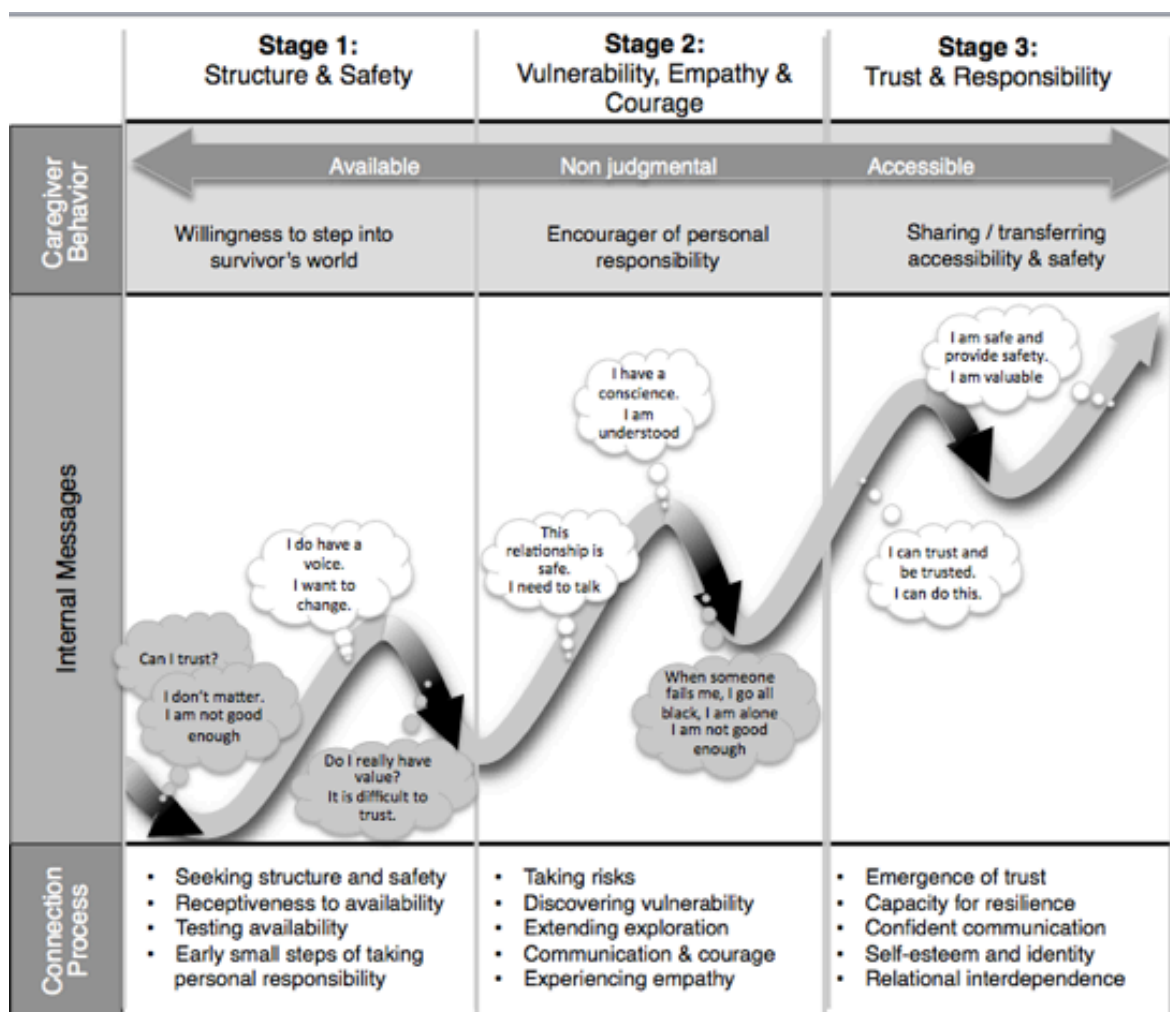 Stage 1:
Structure & Safety
Stage 2:
Vulnerability, Empathy &
Courage
Stage 3:
Trust & Responsibility
Caregiver
Behavior
Available
Non judgmental
Accessible
Willingness to step into
survivor's world
Encourager of personal
responsibility
Sharing / transferring
accessibility & safety
Internal Messages
Can I trust?
I don't matter.
I am not good
enough
I do have a
voice.
I want to
change.
Do I really have
value?
It is difficult to
trust.
This
relationship is
safe.
I need to talk
I have a
conscience.
I am
understood
When someone
fails me, I go all
black, I am alone
I am not good
enough
I can trust and
be trusted.
I can do this.
I am safe and
provide safety.
I am valuable
Connection
Process
• Seeking structure and safety
• Receptiveness to availability
• Testing availability
• Early small steps of taking
personal responsibility
• Taking risks
• Discovering vulnerability
• Extending exploration
• Communication & courage
• Experiencing empathy
• Emergence of trust
• Capacity for resilience
• Confident communication
• Self-esteem and identity
• Relational interdependence